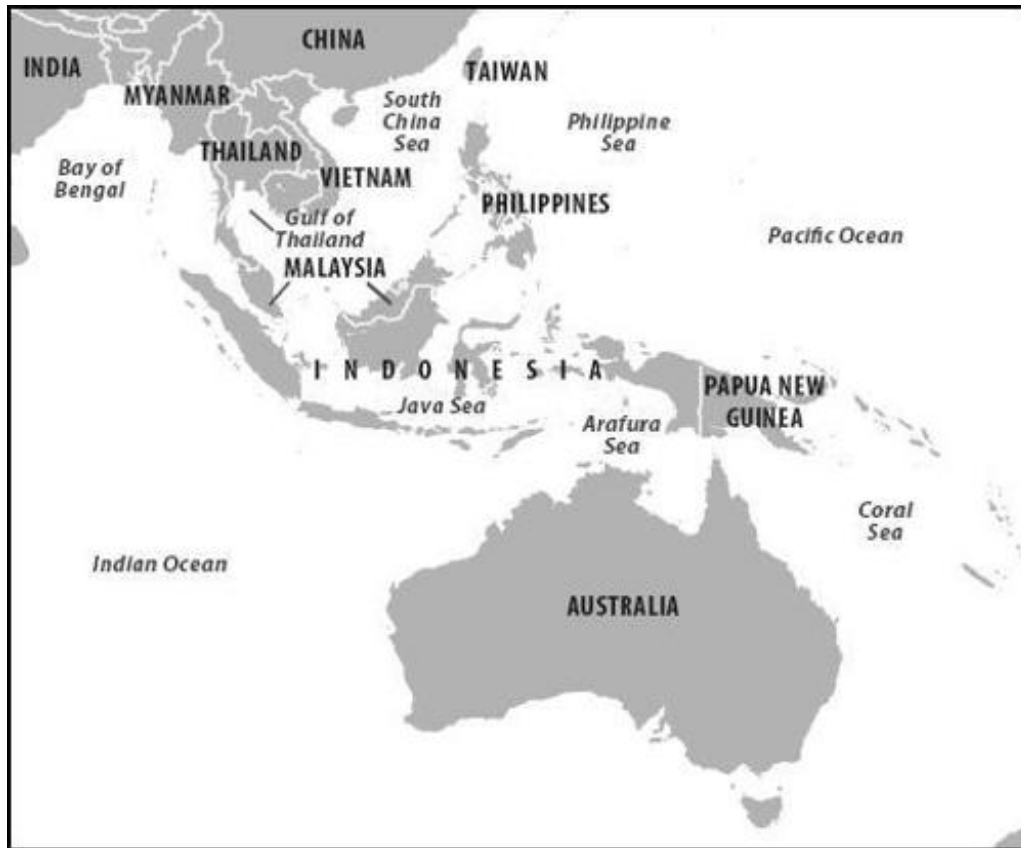 CHINA
INDIA
TAIWAN
MYANMAR
South
China
Sea
Philippine
Sea
THAILAND
Bay of
Bengal
VIETNAM
PHILIPPINES
Gulf of
Thailand
Pacific Ocean
MALAYSIA
INDONESIA
PAPUA NEW
GUINEA
Java Sea
Arafura
Sea
Coral
Sea
Indian Ocean
AUSTRALIA